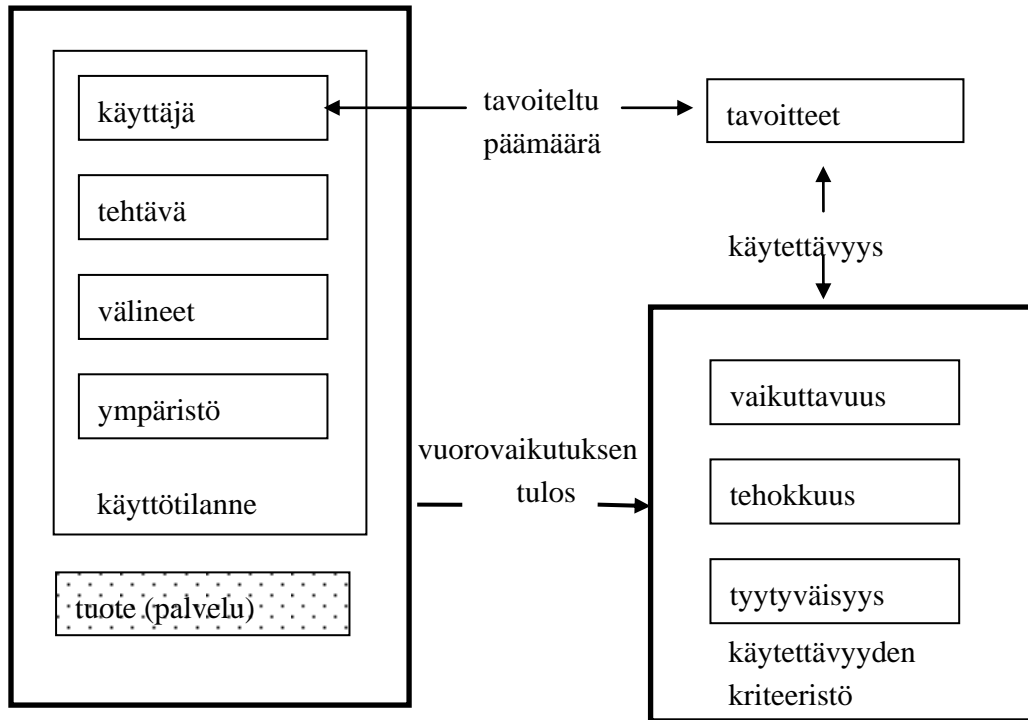 käyttäjä
tehtävä
välineet
ympäristö
käyttötilanne
tuote (palvelu)
tavoiteltu
päämäärä
vuorovaikutuksen
tulos
tavoitteet
käytettävyys
vaikuttavuus
tehokkuus
tyytyväisyys
käytettävyyden
kriteeristö